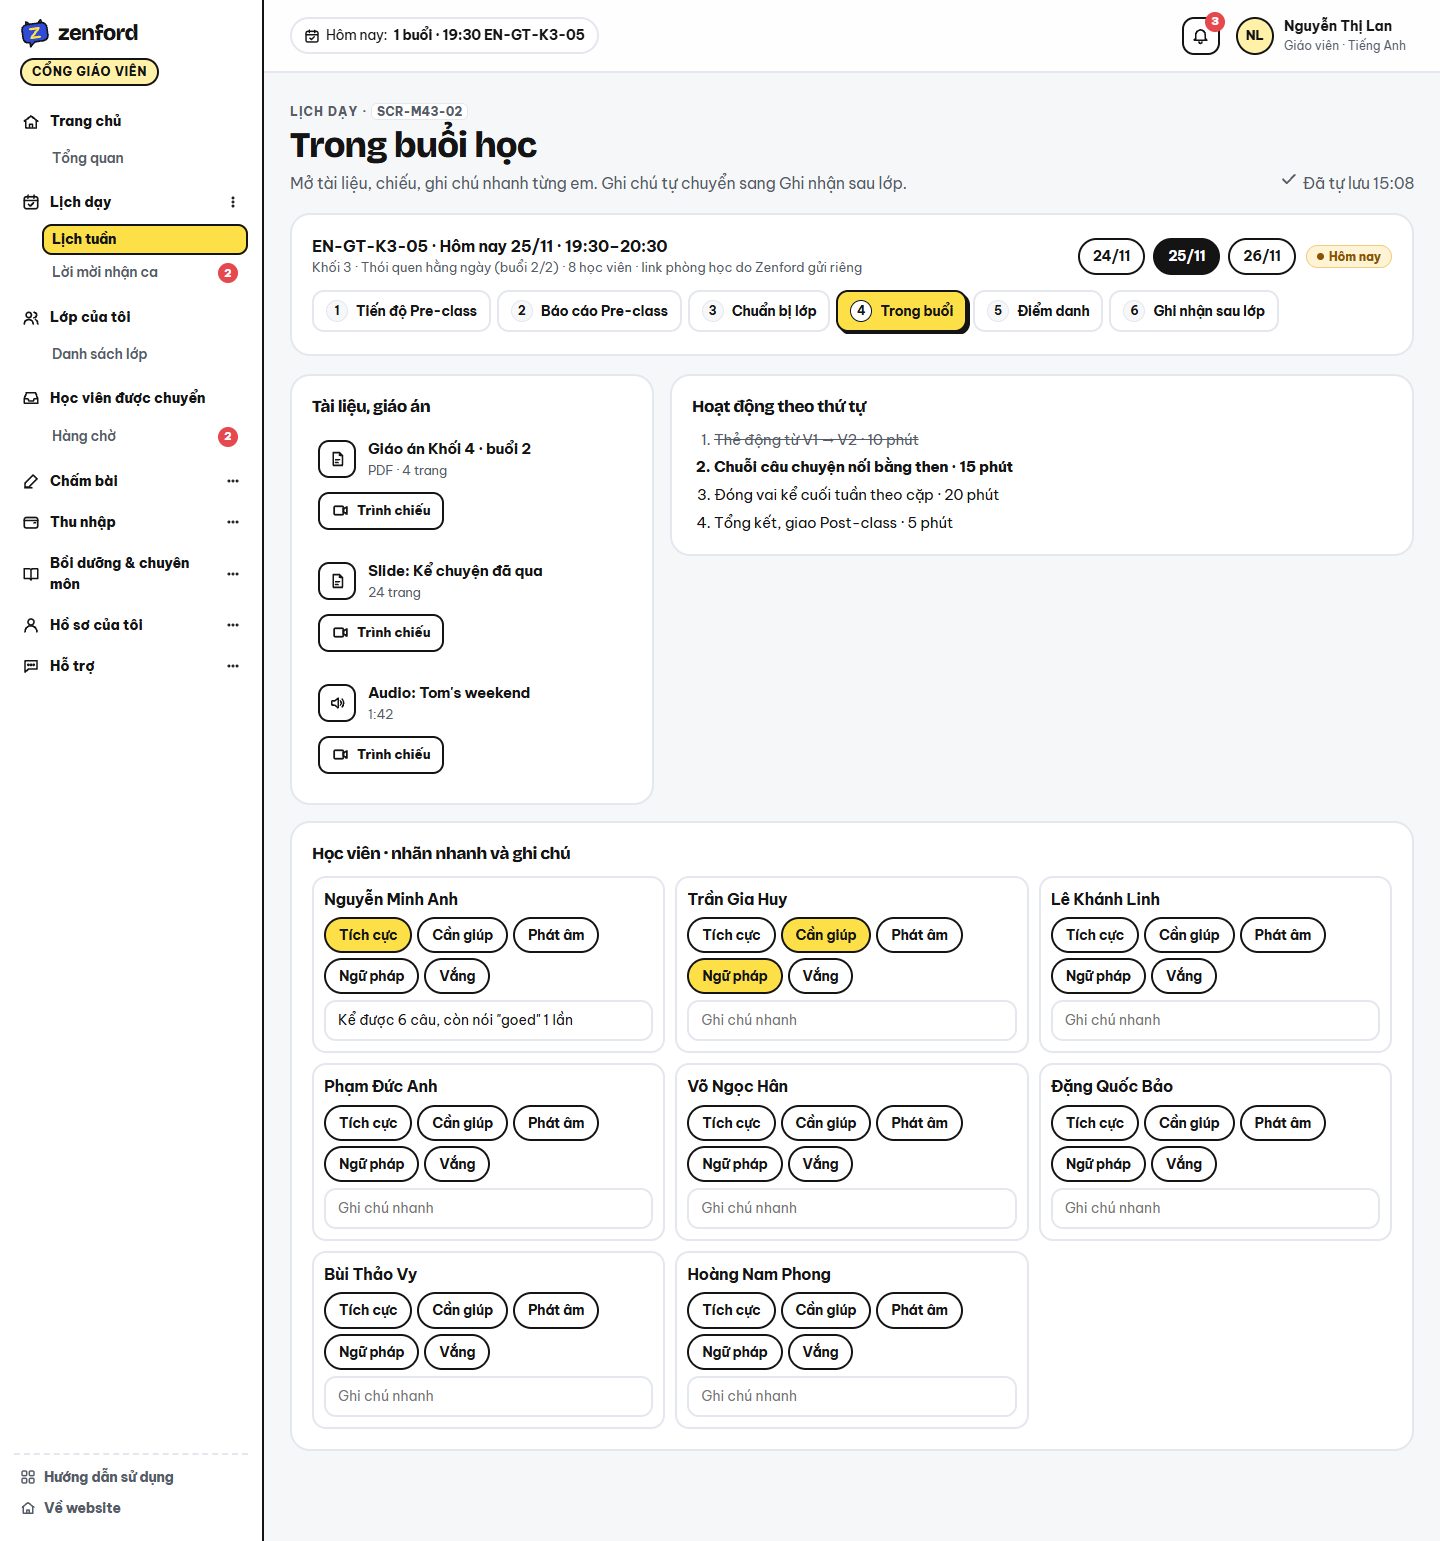 zenford
CỔNG GIÁO VIÊN
Trang chủ
Tổng quan
Lịch dạy
Lịch tuần
Lời mời nhận ca 2
Lớp của tôi
Danh sách lớp
Học viên được chuyển
Hàng chờ 2
Chấm bài
Thu nhập
Bồi dưỡng & chuyên
môn
Hồ sơ của tôi
Hỗ trợ
Hướng dẫn sử dụng
Về website
Hôm nay: 1 buổi · 19:30 EN-GT-K3-05
3
NL
Nguyễn Thị Lan
Giáo viên · Tiếng Anh
LỊCH DẠY · SCR-M43-02
Trong buổi học
Mở tài liệu, chiếu, ghi chú nhanh từng em. Ghi chú tự chuyển sang Ghi nhận sau lớp.
Đã tự lưu 15:08
EN-GT-K3-05 · Hôm nay 25/11 · 19:30–20:30
Khối 3 · Thói quen hằng ngày (buổi 2/2) · 8 học viên · link phòng học do Zenford gửi riêng
24/11 25/11 26/11 Hôm nay
1 Tiến độ Pre-class 2 Báo cáo Pre-class 3 Chuẩn bị lớp 4 Trong buổi 5 Điểm danh 6 Ghi nhận sau lớp
Tài liệu, giáo án
Giáo án Khối 4 · buổi 2
PDF · 4 trang
Trình chiếu
Slide: Kể chuyện đã qua
24 trang
Trình chiếu
Audio: Tom's weekend
1:42
Trình chiếu
Hoạt động theo thứ tự
1. Thẻ động từ V1 → V2 · 10 phút
2. Chuỗi câu chuyện nối bằng then · 15 phút
3. Đóng vai kể cuối tuần theo cặp · 20 phút
4. Tổng kết, giao Post-class · 5 phút
Học viên · nhãn nhanh và ghi chú
Nguyễn Minh Anh
Tích cực Cần giúp Phát âm
Ngữ pháp Vắng
Kể được 6 câu, còn nói "goed" 1 lần
Trần Gia Huy
Tích cực Cần giúp Phát âm
Ngữ pháp Vắng
Ghi chú nhanh
Lê Khánh Linh
Tích cực Cần giúp Phát âm
Ngữ pháp Vắng
Ghi chú nhanh
Phạm Đức Anh
Tích cực Cần giúp Phát âm
Ngữ pháp Vắng
Ghi chú nhanh
Võ Ngọc Hân
Tích cực Cần giúp Phát âm
Ngữ pháp Vắng
Ghi chú nhanh
Đặng Quốc Bảo
Tích cực Cần giúp Phát âm
Ngữ pháp Vắng
Ghi chú nhanh
Bùi Thảo Vy
Tích cực Cần giúp Phát âm
Ngữ pháp Vắng
Ghi chú nhanh
Hoàng Nam Phong
Tích cực Cần giúp Phát âm
Ngữ pháp Vắng
Ghi chú nhanh